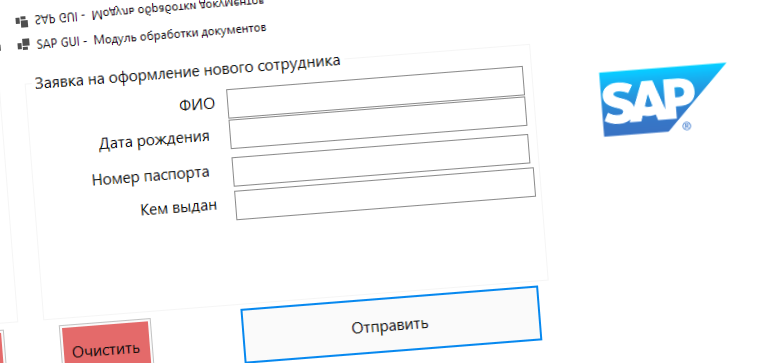 SAP GUI - Модуль обработки документов
SAP GUI - Модуль обработки документов
Заявка на оформление нового сотрудника
ФИО
Дата рождения
Номер паспорта
Кем выдан
Очистить
Отправить
SAP
®